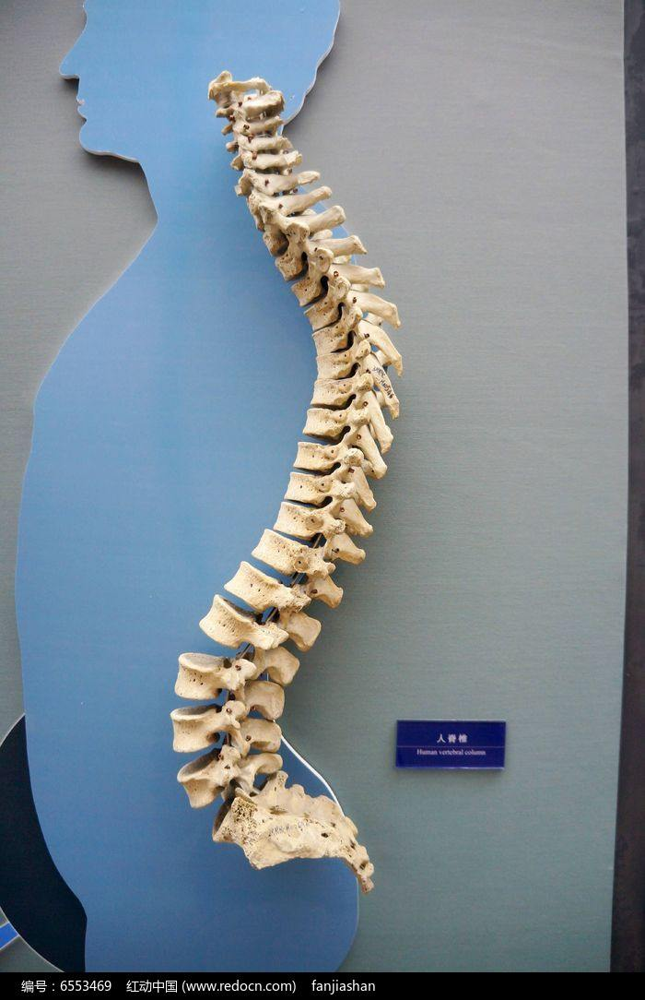 人脊椎
Human vertebral column
编号：6553469 红动中国 (www.redocn.com) fanjiashan